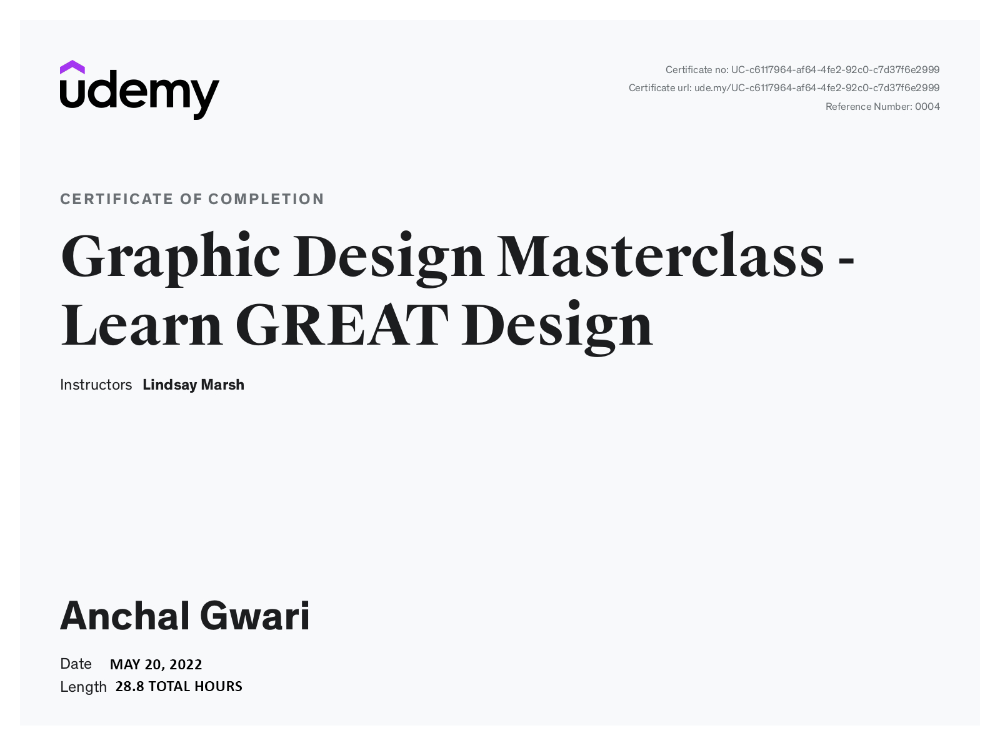 udemy
Certificate no: UC-c6117964-af64-4fe2-92c0-c7d37f6e2999
Certificate url: ude.my/UC-c6117964-af64-4fe2-92c0-c7d37f6e2999
Reference Number: 0004
CERTIFICATE OF COMPLETION
Graphic Design Masterclass -
Learn GREAT Design
Instructors Lindsay Marsh
Anchal Gwari
Date MAY 20, 2022
Length 28.8 TOTAL HOURS